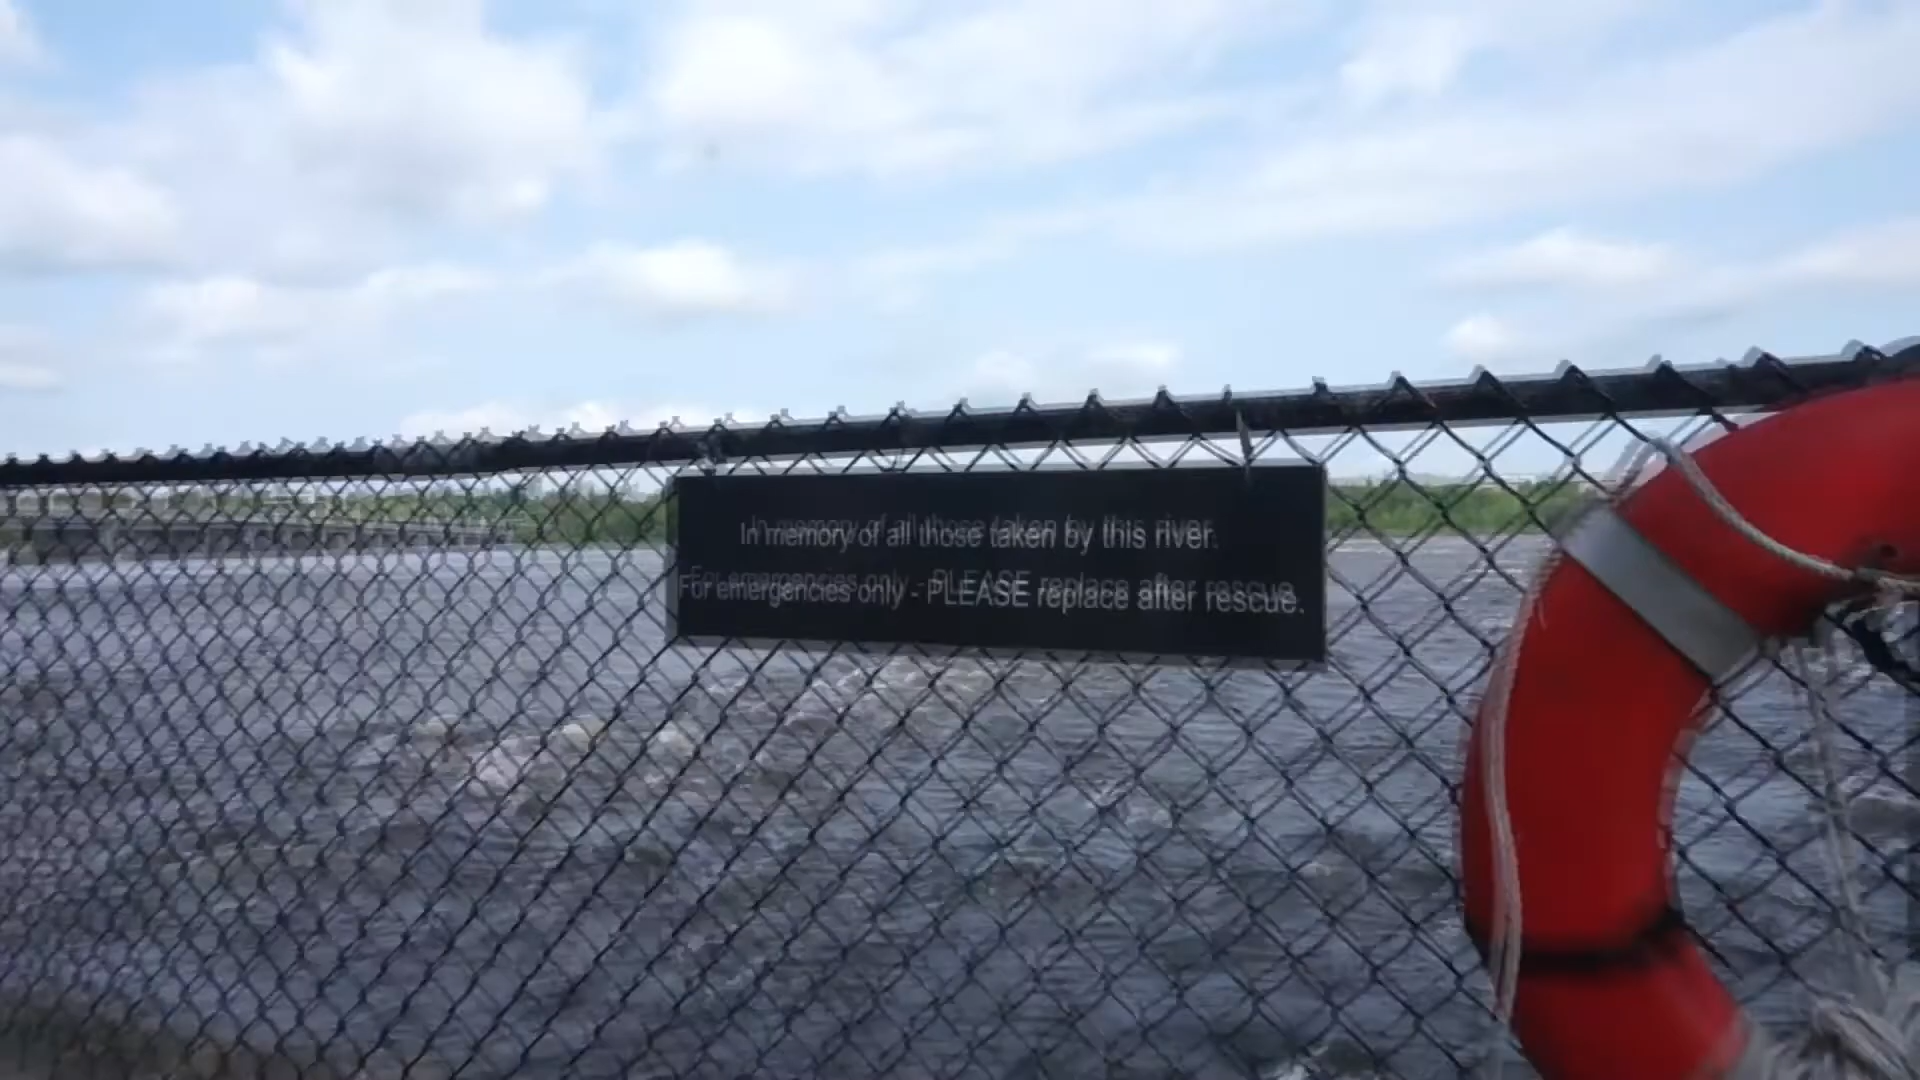 In memory of all those taken by this river.
For emergencies only - PLEASE replace after rescue.